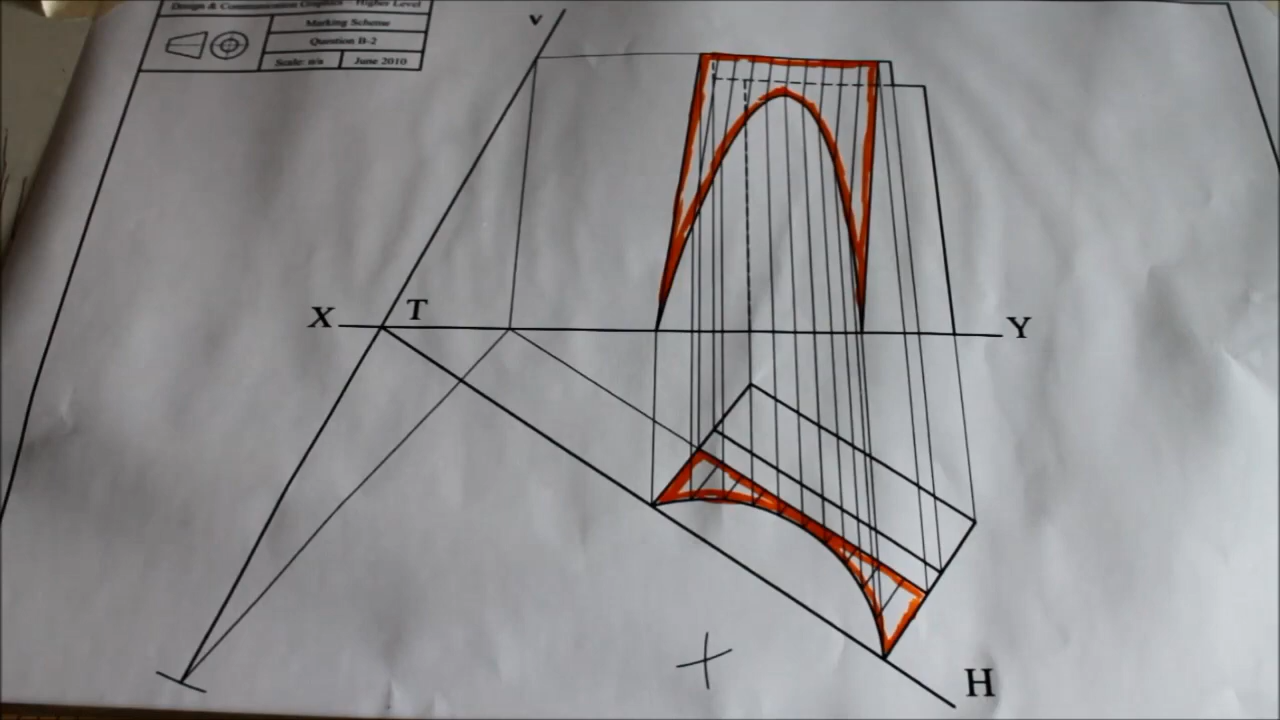 Design & Communication Graphics - Higher Level
Marking Scheme
Question B-2
Scale: n/a
June 2010
V
X
T
Y
H